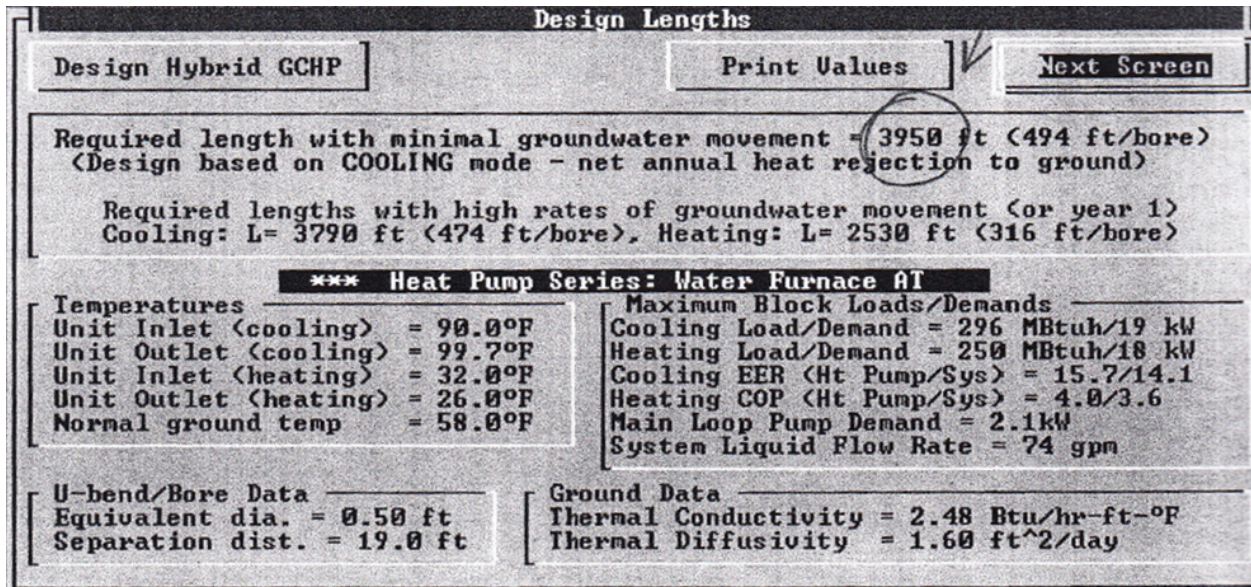 Design Lengths
Design Hybrid GCHP
Print Values
Next Screen
Required length with minimal groundwater movement = 3950 ft (494 ft/bore)
(Design based on COOLING mode - net annual heat rejection to ground)
Required lengths with high rates of groundwater movement (or year 1)
Cooling: L= 3790 ft (474 ft/bore), Heating: L= 2530 ft (316 ft/bore)
*** Heat Pump Series: Water Furnace AT
Temperatures
Unit Inlet (cooling) = 90.0ºF
Unit Outlet (cooling) = 99.7ºF
Unit Inlet (heating) = 32.0ºF
Unit Outlet (heating) = 26.0ºF
Normal ground temp = 58.0ºF
Maximum Block Loads/Demands
Cooling Load/Demand = 296 MBtuh/19 kW
Heating Load/Demand = 250 MBtuh/18 kW
Cooling EER (Ht Pump/Sys) = 15.7/14.1
Heating COP (Ht Pump/Sys) = 4.0/3.6
Main Loop Pump Demand = 2.1kW
System Liquid Flow Rate = 74 gpm
U-bend/Bore Data
Equivalent dia. = 0.50 ft
Separation dist. = 19.0 ft
Ground Data
Thermal Conductivity = 2.48 Btu/hr-ft-ºF
Thermal Diffusivity = 1.60 ft^2/day